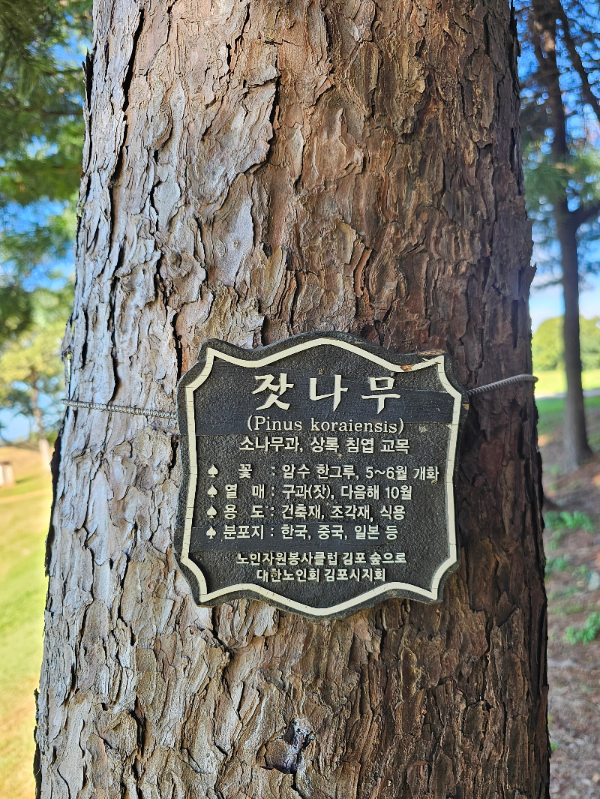 잣나무
(Pinus koraiensis)
소나무과, 상록 침엽 교목
♠ 꽃 : 암수 한그루, 5~6월 개화
♠ 열 매 : 구과(잣), 다음해 10월
♠ 용 도 : 건축재, 조각재, 식용
♠ 분포지 : 한국, 중국, 일본 등
노인자원봉사클럽 김포 숲으로
대한노인회 김포시지회